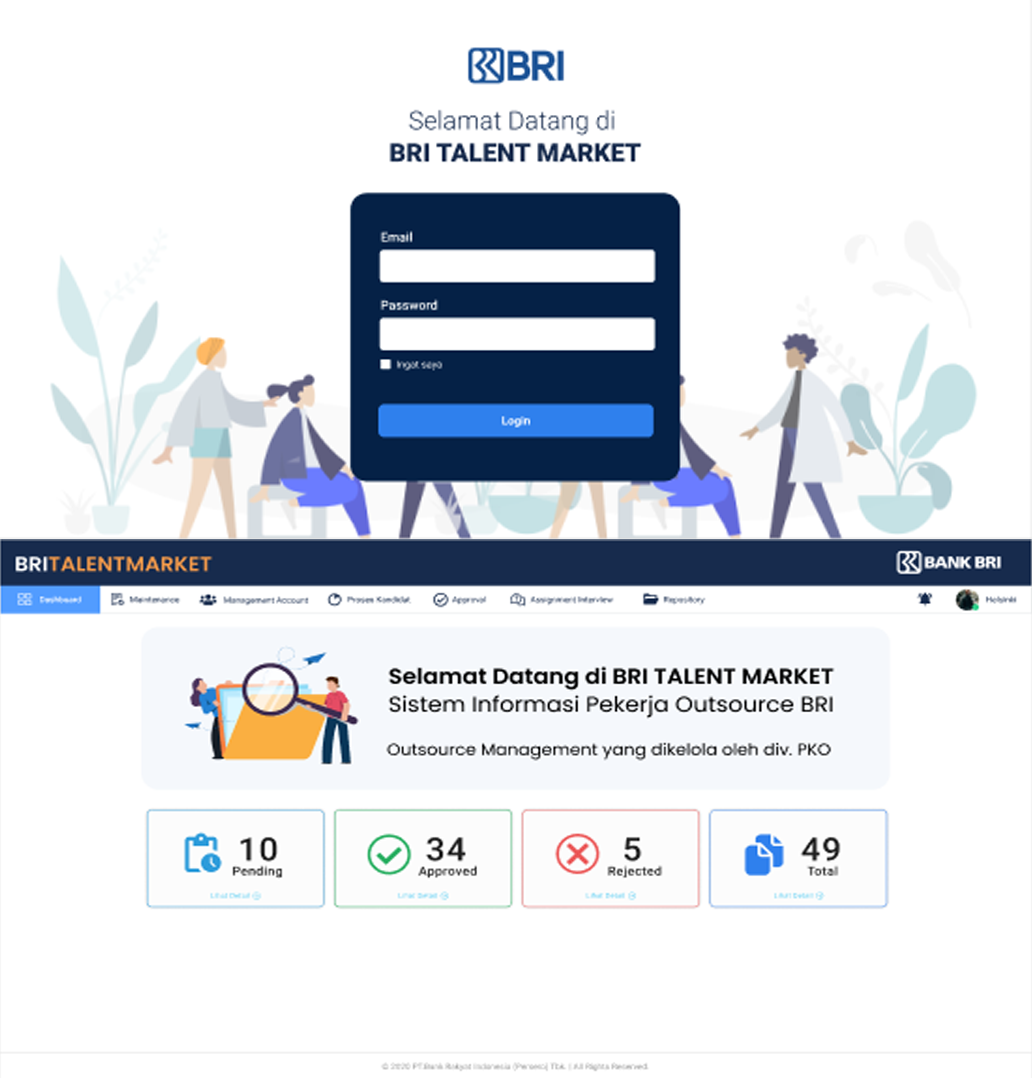 BRI
Selamat Datang di
BRI TALENT MARKET
Email
Password
Ingat saya
Login
BRITALENTMARKET
BANK BRI
Dashboard Maintenance Management Account Proses Kandidat Approval Assignment Interview Repository Helsinki
Selamat Datang di BRI TALENT MARKET
Sistem Informasi Pekerja Outsource BRI
Outsource Management yang dikelola oleh div. PKO
10
Pending
Lihat Detail
34
Approved
Lihat Detail
5
Rejected
Lihat Detail
49
Total
Lihat Detail
© 2020 PT.Bank Rakyat Indonesia (Persero) Tbk. | All Rights Reserved.